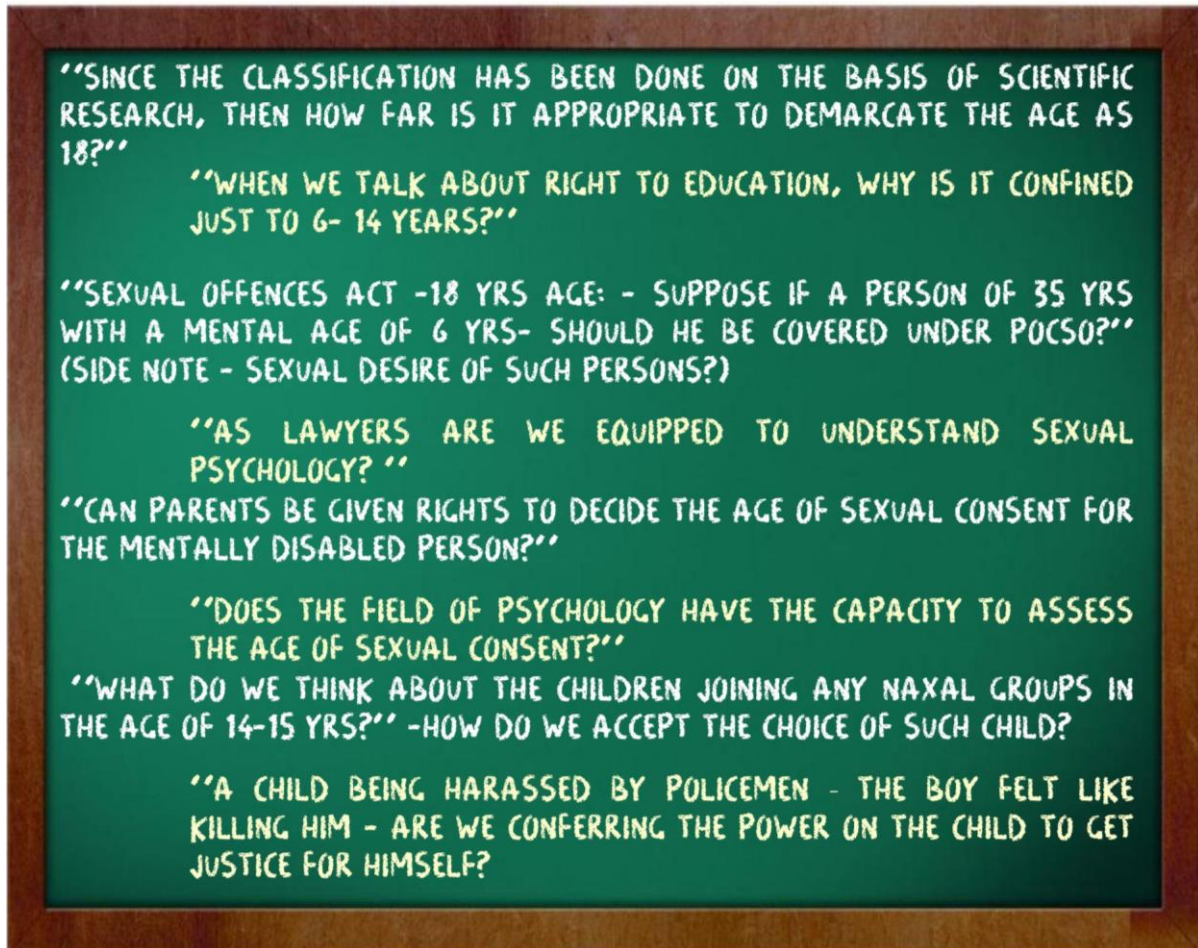 ‘‘SINCE THE CLASSIFICATION HAS BEEN DONE ON THE BASIS OF SCIENTIFIC
RESEARCH, THEN HOW FAR IS IT APPROPRIATE TO DEMARCATE THE AGE AS
18?’’
‘‘WHEN WE TALK ABOUT RIGHT TO EDUCATION, WHY IS IT CONFINED
JUST TO 6- 14 YEARS?’’
‘‘SEXUAL OFFENCES ACT -18 YRS AGE: - SUPPOSE IF A PERSON OF 35 YRS
WITH A MENTAL AGE OF 6 YRS- SHOULD HE BE COVERED UNDER POCSO?’’
(SIDE NOTE - SEXUAL DESIRE OF SUCH PERSONS?)
‘‘AS LAWYERS ARE WE EQUIPPED TO UNDERSTAND SEXUAL
PSYCHOLOGY? ’’
‘‘CAN PARENTS BE GIVEN RIGHTS TO DECIDE THE AGE OF SEXUAL CONSENT FOR
THE MENTALLY DISABLED PERSON?’’
‘‘DOES THE FIELD OF PSYCHOLOGY HAVE THE CAPACITY TO ASSESS
THE AGE OF SEXUAL CONSENT?’’
‘‘WHAT DO WE THINK ABOUT THE CHILDREN JOINING ANY NAXAL GROUPS IN
THE AGE OF 14-15 YRS?’’ -HOW DO WE ACCEPT THE CHOICE OF SUCH CHILD?
‘‘A CHILD BEING HARASSED BY POLICEMEN - THE BOY FELT LIKE
KILLING HIM - ARE WE CONFERRING THE POWER ON THE CHILD TO GET
JUSTICE FOR HIMSELF?